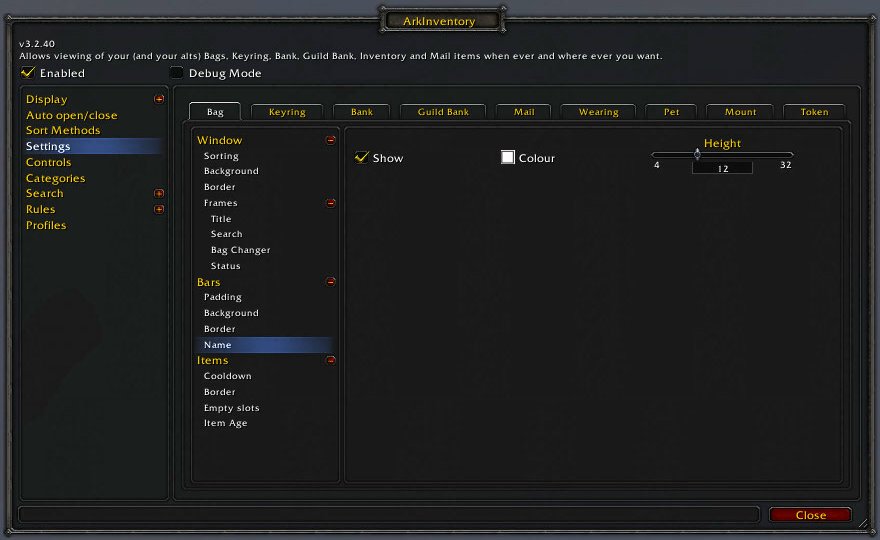 ArkInventory
v3.2.40
Allows viewing of your (and your alts) Bags, Keyring, Bank, Guild Bank, Inventory and Mail items when ever and where ever you want.
Enabled
Debug Mode
Display
Auto open/close
Sort Methods
Settings
Controls
Categories
Search
Rules
Profiles
Bag
Keyring
Bank
Guild Bank
Mail
Wearing
Pet
Mount
Token
Window
Sorting
Background
Border
Frames
Title
Search
Bag Changer
Status
Bars
Padding
Background
Border
Name
Items
Cooldown
Border
Empty slots
Item Age
Show
Colour
Height
4
12
32
Close